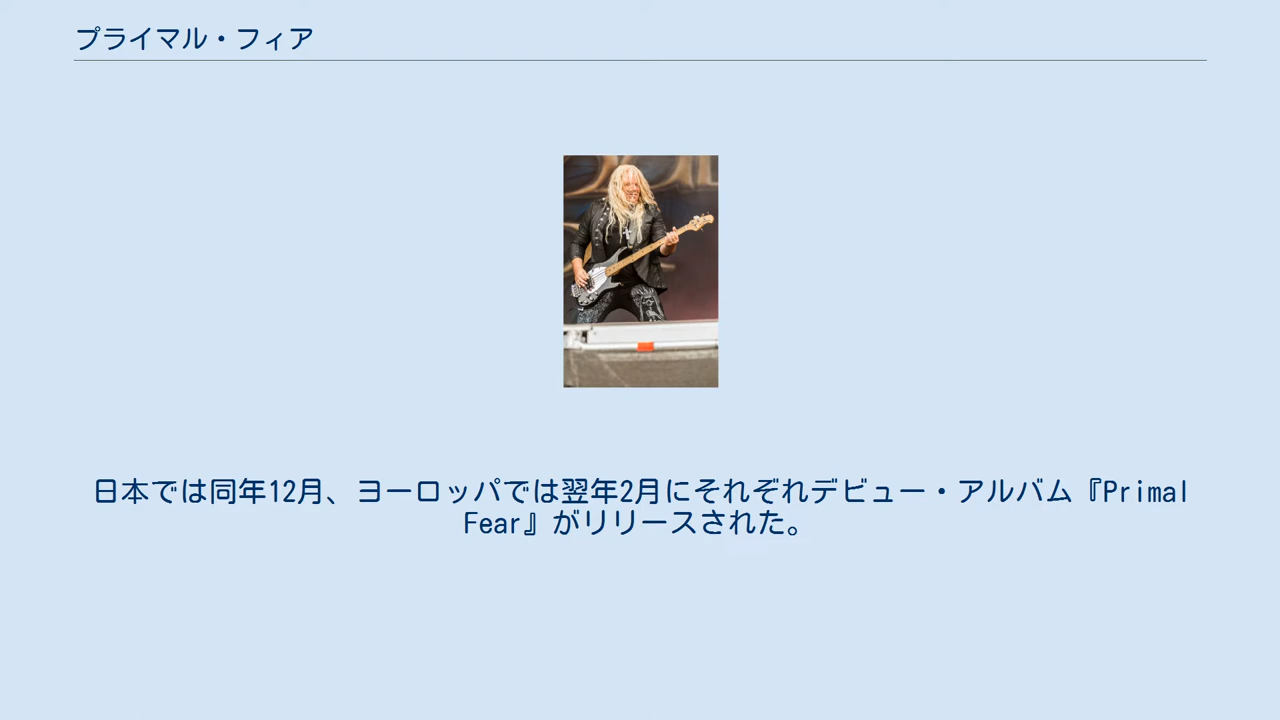 プライマル・フィア
日本では同年12月、ヨーロッパでは翌年2月にそれぞれデビュー・アルバム『Primal
Fear』がリリースされた。